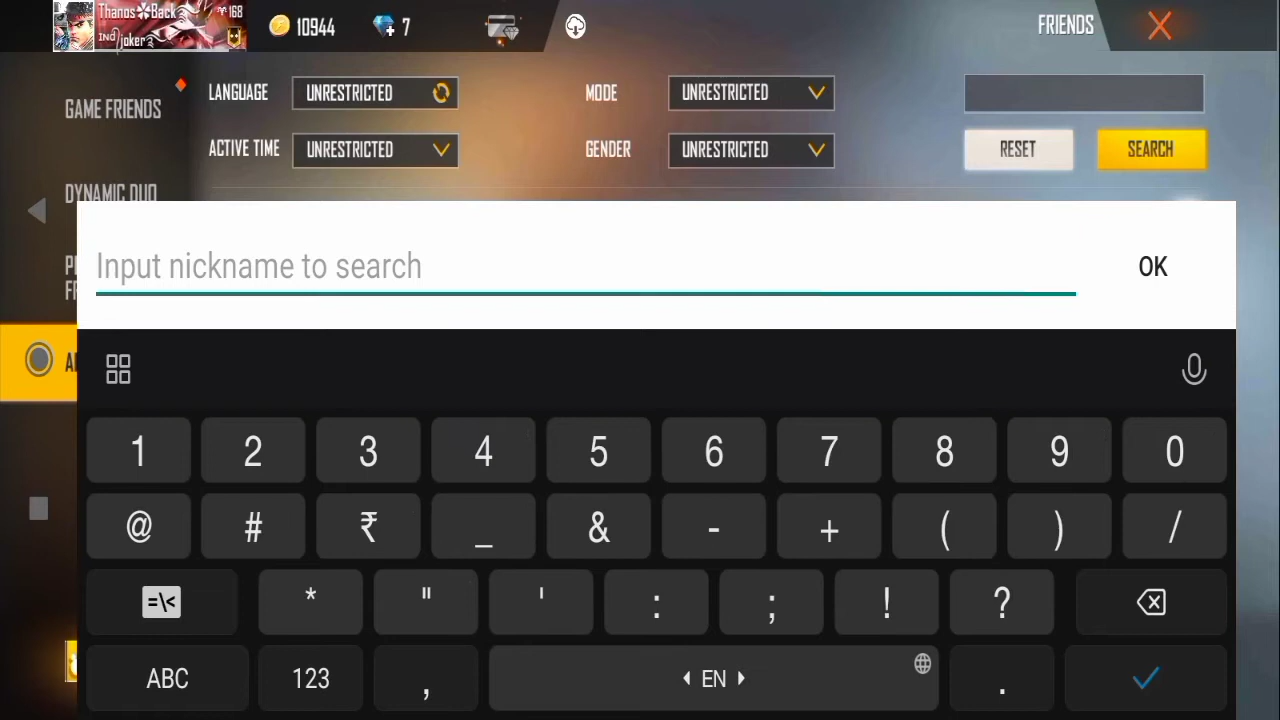 Thanos Back 168
IND joker
10944
7
FRIENDS
GAME FRIENDS
LANGUAGE UNRESTRICTED
MODE UNRESTRICTED
ACTIVE TIME UNRESTRICTED
GENDER UNRESTRICTED
RESET
SEARCH
DYNAMIC DUO
Input nickname to search
OK
1 2 3 4 5 6 7 8 9 0
@ # ₹ _ & - + ( ) /
=\< * " ' : ; ! ?
ABC 123 , EN .